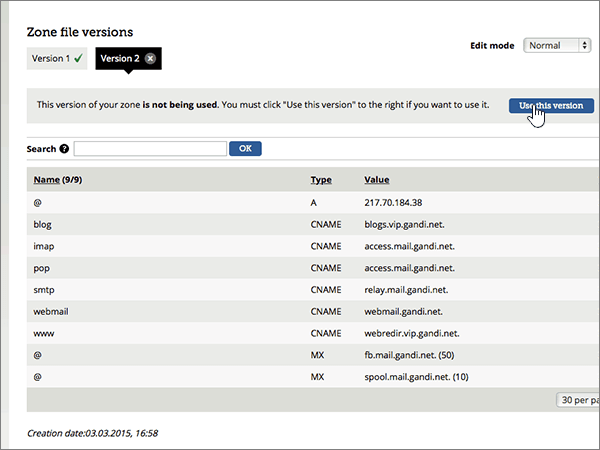 Zone file versions
Edit mode Normal
Version 1 Version 2
This version of your zone is not being used. You must click "Use this version" to the right if you want to use it. Use this version
Search OK
Name (9/9) Type Value
@ A 217.70.184.38
blog CNAME blogs.vip.gandi.net.
imap CNAME access.mail.gandi.net.
pop CNAME access.mail.gandi.net.
smtp CNAME relay.mail.gandi.net.
webmail CNAME webmail.gandi.net.
www CNAME webredir.vip.gandi.net.
@ MX fb.mail.gandi.net. (50)
@ MX spool.mail.gandi.net. (10)
30 per pa
Creation date:03.03.2015, 16:58